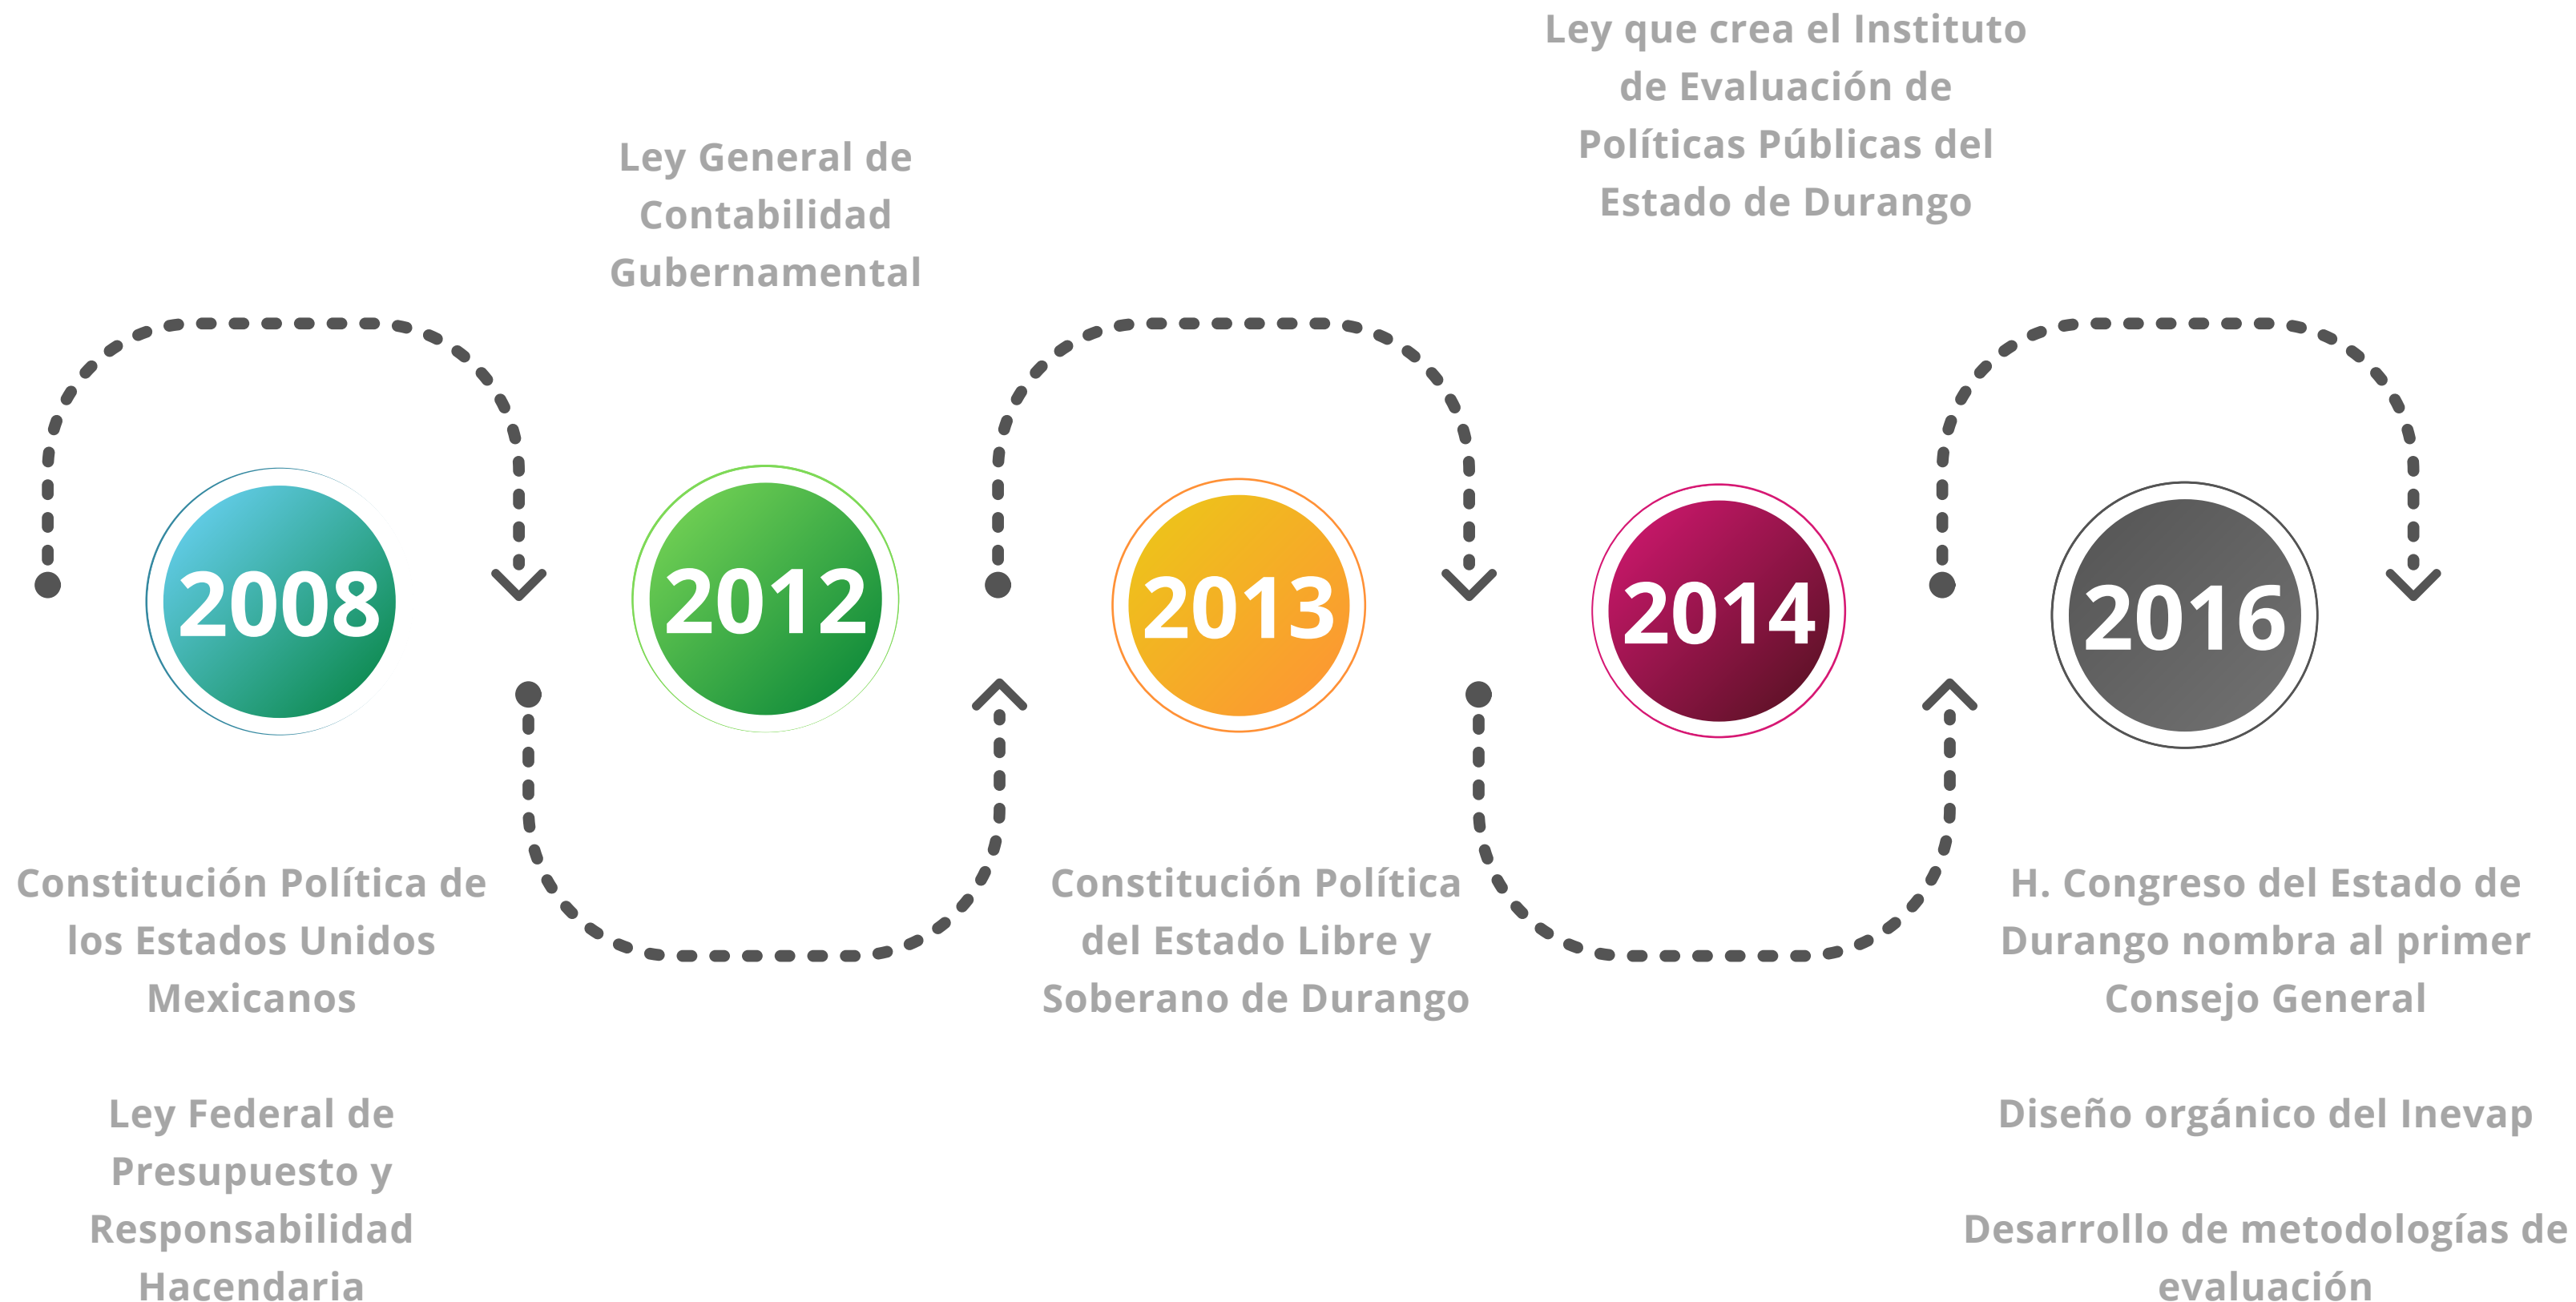 2008
Constitución Política de
los Estados Unidos
Mexicanos
Ley Federal de
Presupuesto y
Responsabilidad
Hacendaria
Ley General de
Contabilidad
Gubernamental
2012
2013
Constitución Política
del Estado Libre y
Soberano de Durango
Ley que crea el Instituto
de Evaluación de
Políticas Públicas del
Estado de Durango
2014
2016
H. Congreso del Estado de
Durango nombra al primer
Consejo General
Diseño orgánico del Inevap
Desarrollo de metodologías de
evaluación